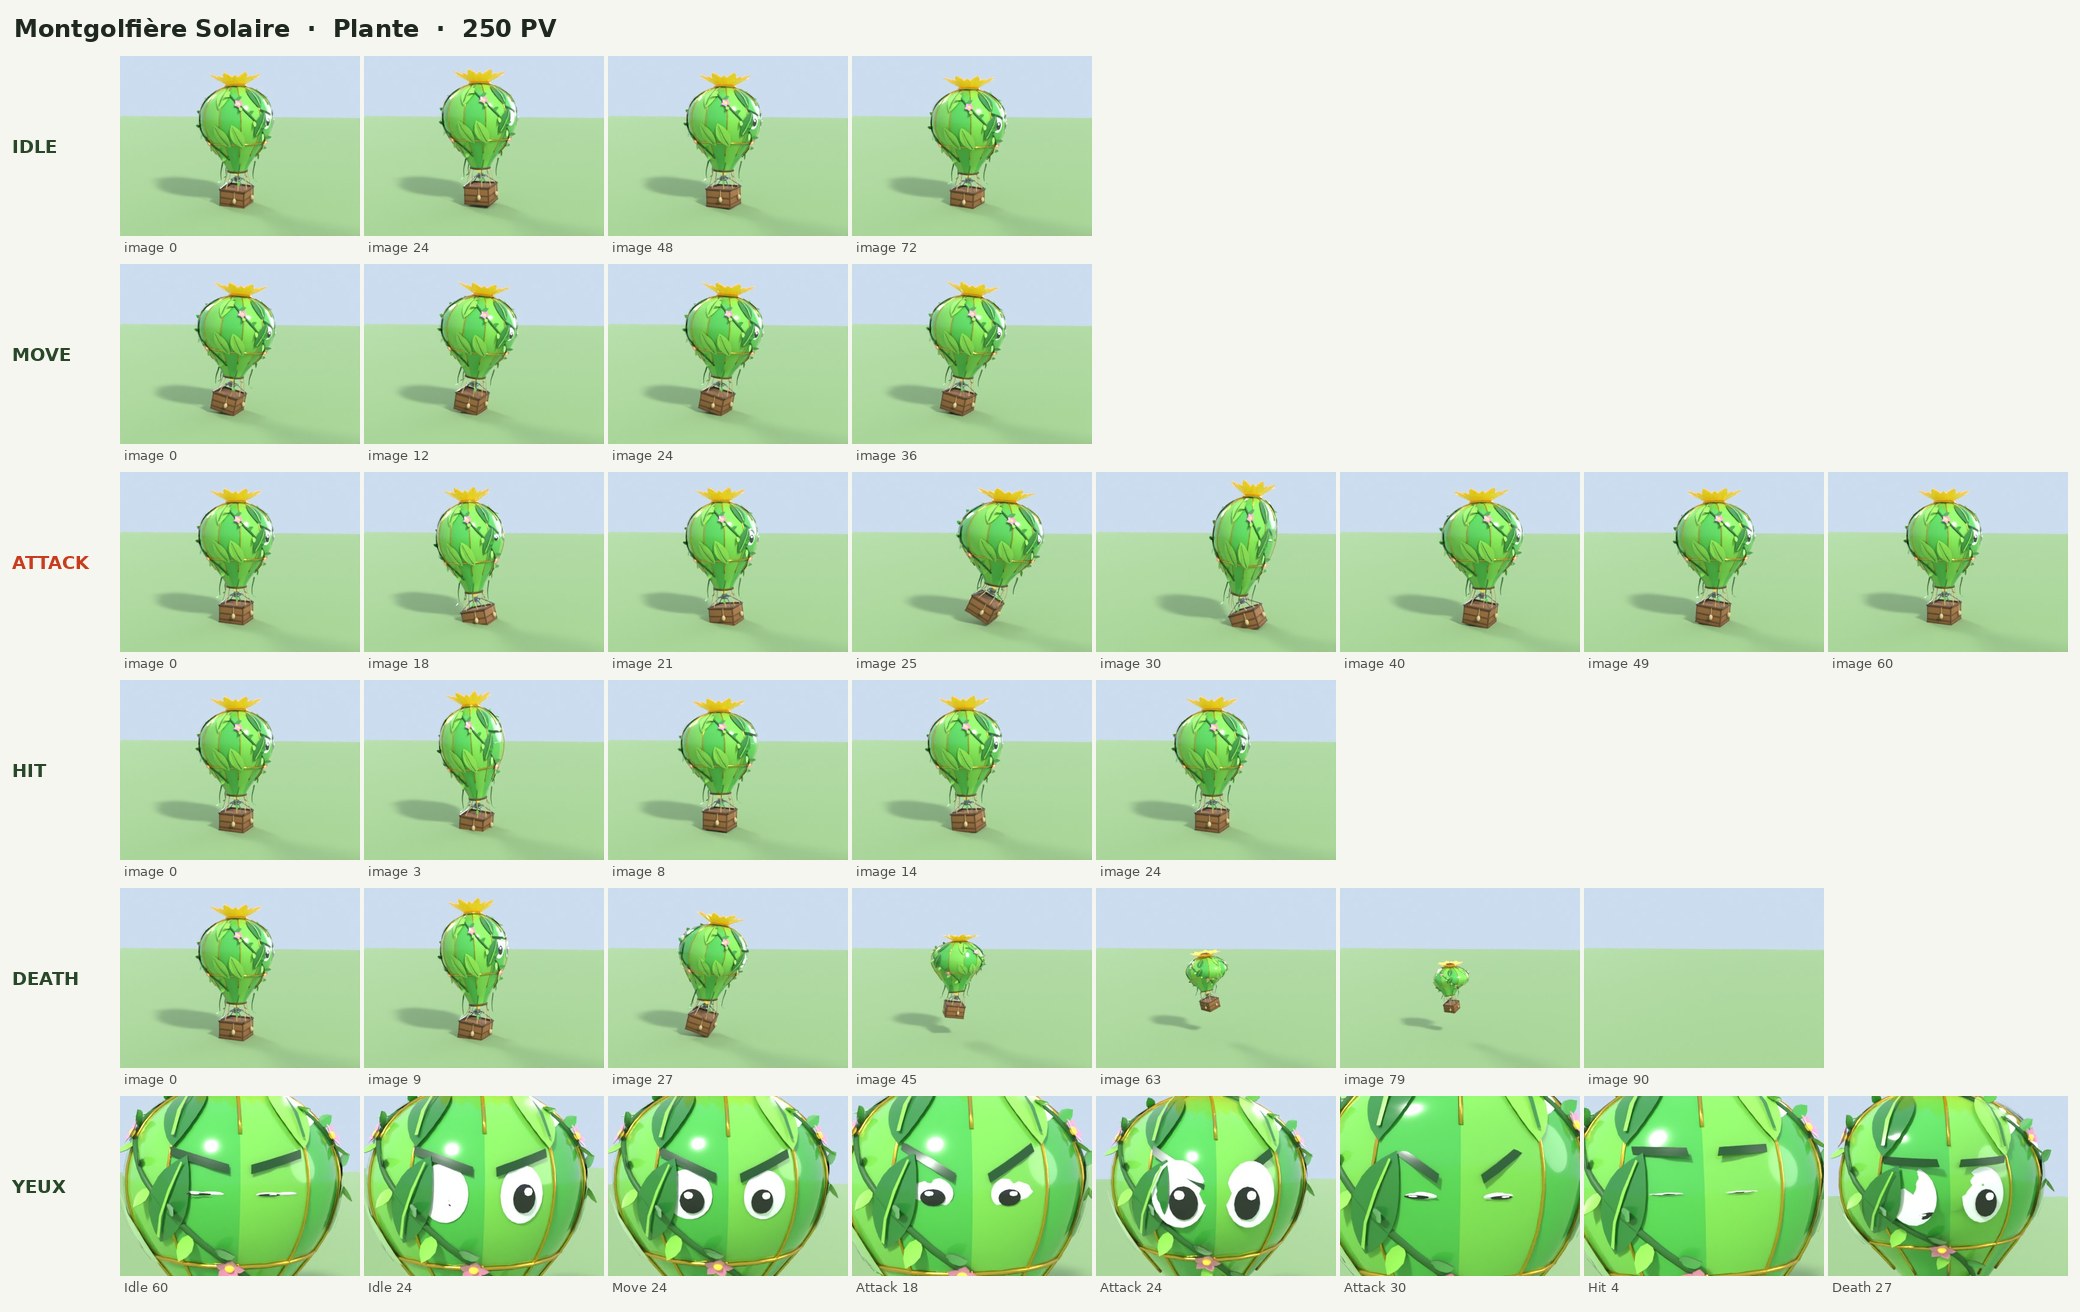 Montgolfière Solaire · Plante · 250 PV
IDLE
image 0 image 24 image 48 image 72
MOVE
image 0 image 12 image 24 image 36
ATTACK
image 0 image 18 image 21 image 25 image 30 image 40 image 49 image 60
HIT
image 0 image 3 image 8 image 14 image 24
DEATH
image 0 image 9 image 27 image 45 image 63 image 79 image 90
YEUX
Idle 60 Idle 24 Move 24 Attack 18 Attack 24 Attack 30 Hit 4 Death 27